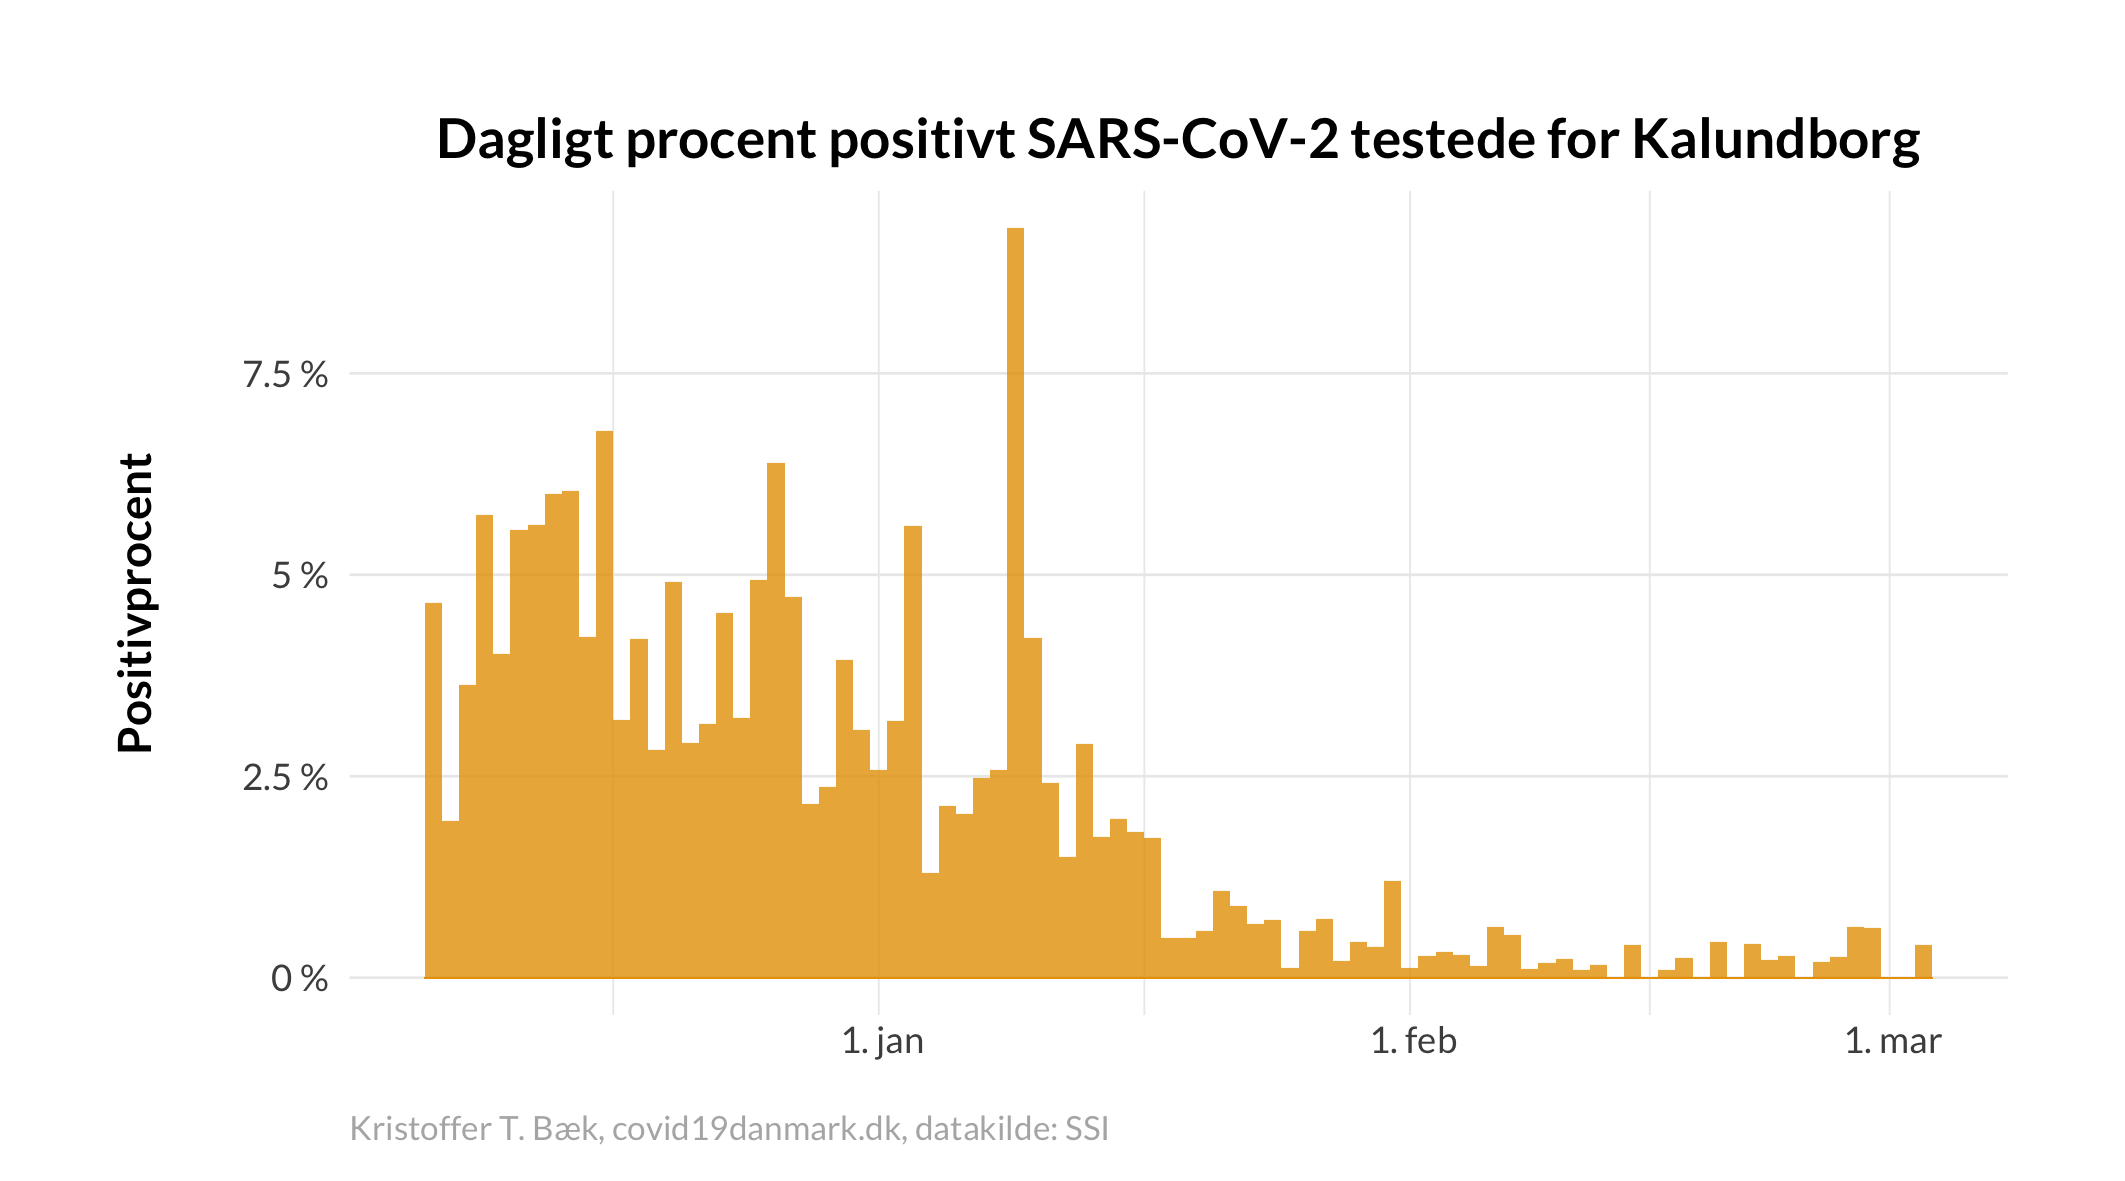 Dagligt procent positivt SARS-CoV-2 testede for Kalundborg
Positivprocent
7.5 %
5 %
2.5 %
0 %
1. jan
1. feb
1. mar
Kristoffer T. Bæk, covid19danmark.dk, datakilde: SSI